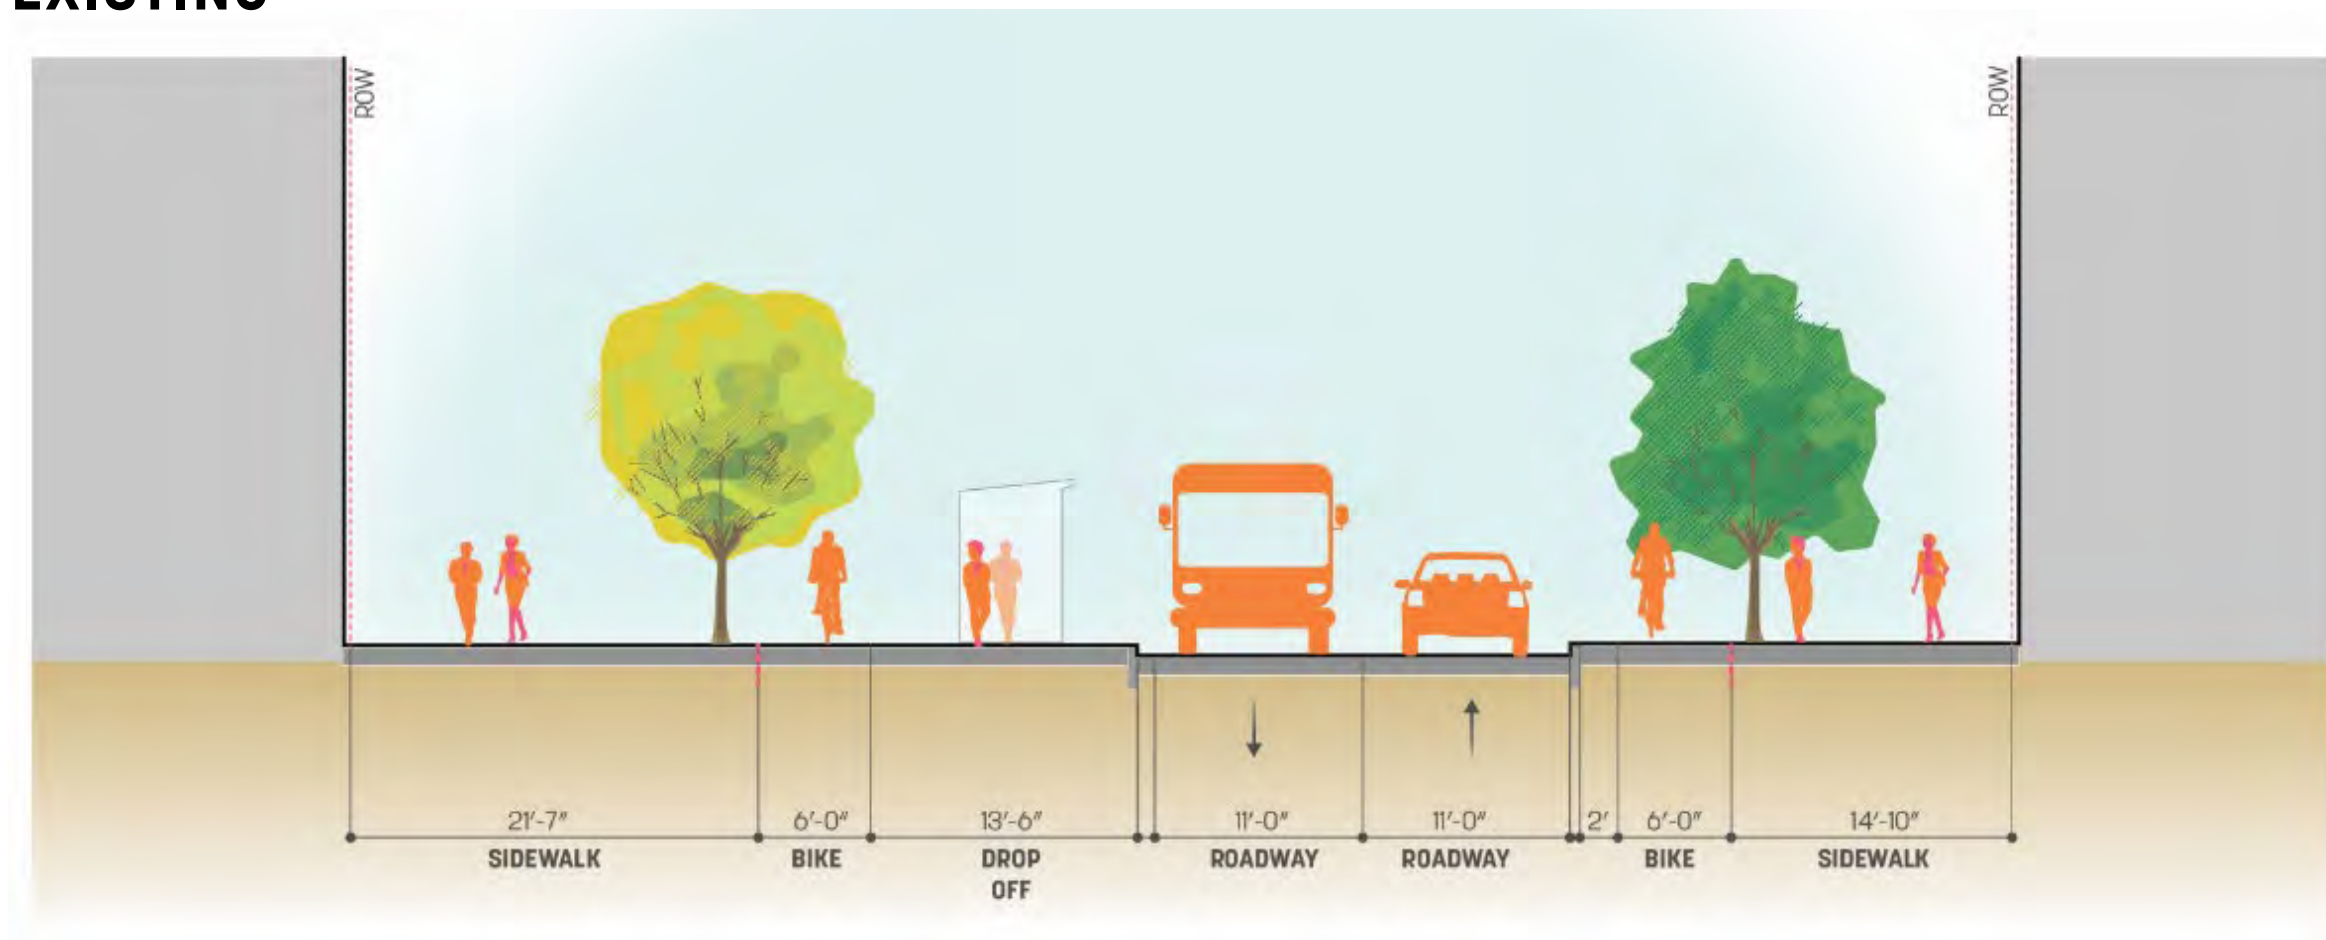 EXISTING
ROW
ROW
21'-7" 6'-0" 13'-6" 11'-0" 11'-0" 2' 6'-0" 14'-10"
SIDEWALK BIKE DROP ROADWAY ROADWAY BIKE SIDEWALK
OFF